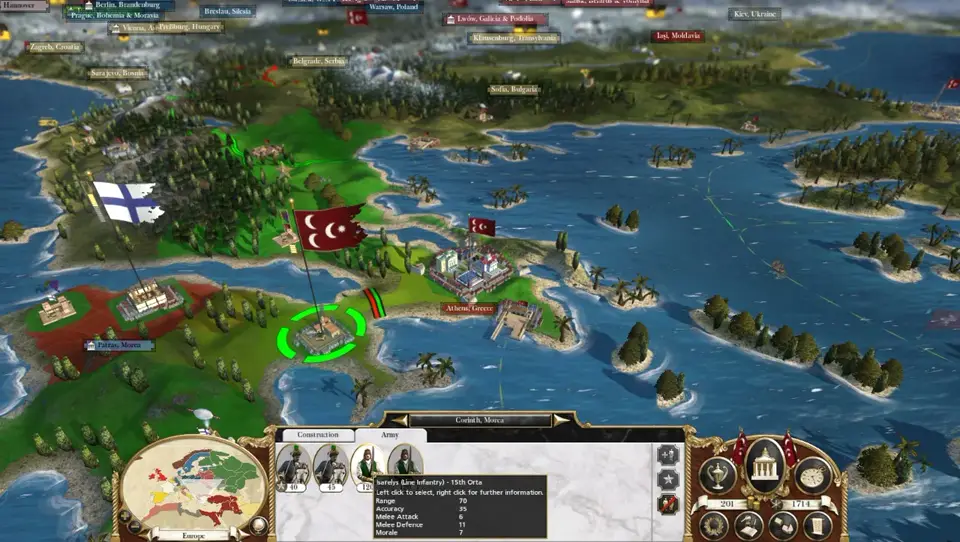 Hannover
Berlin, Brandenburg
Breslau, Silesia
Warsaw, Poland
Prague, Bohemia & Moravia
Lwów, Galicia & Podolia
Kiev, Ukraine
Vienna,
Preßburg, Hungary
Klausenburg, Transylvania
Iaşi, Moldavia
Zagreb, Croatia
Belgrade, Serbia
Sarajevo, Bosnia
Sofia, Bulgaria
Athens, Greece
Patras, Morea
Corinth, Morea
Construction
Army
40
45
120
Isarelys (Line Infantry) - 15th Orta
Left click to select, right click for further information.
Range 70
Accuracy 35
Melee Attack 6
Melee Defence 11
Morale 7
Europe
201
1714